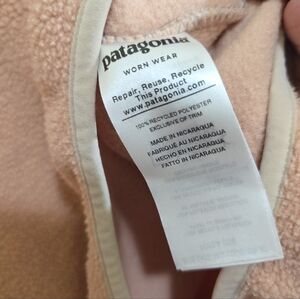 patagonia
WORN WEAR
Repair, Reuse, Recycle
This Product
www.patagonia.com
100% RECYCLED POLYESTER
EXCLUSIVE OF TRIM
MADE IN NICARAGUA
FABRIQUÉ AU NICARAGUA
HECHO EN NICARAGUA
FATTO IN NICARAGUA